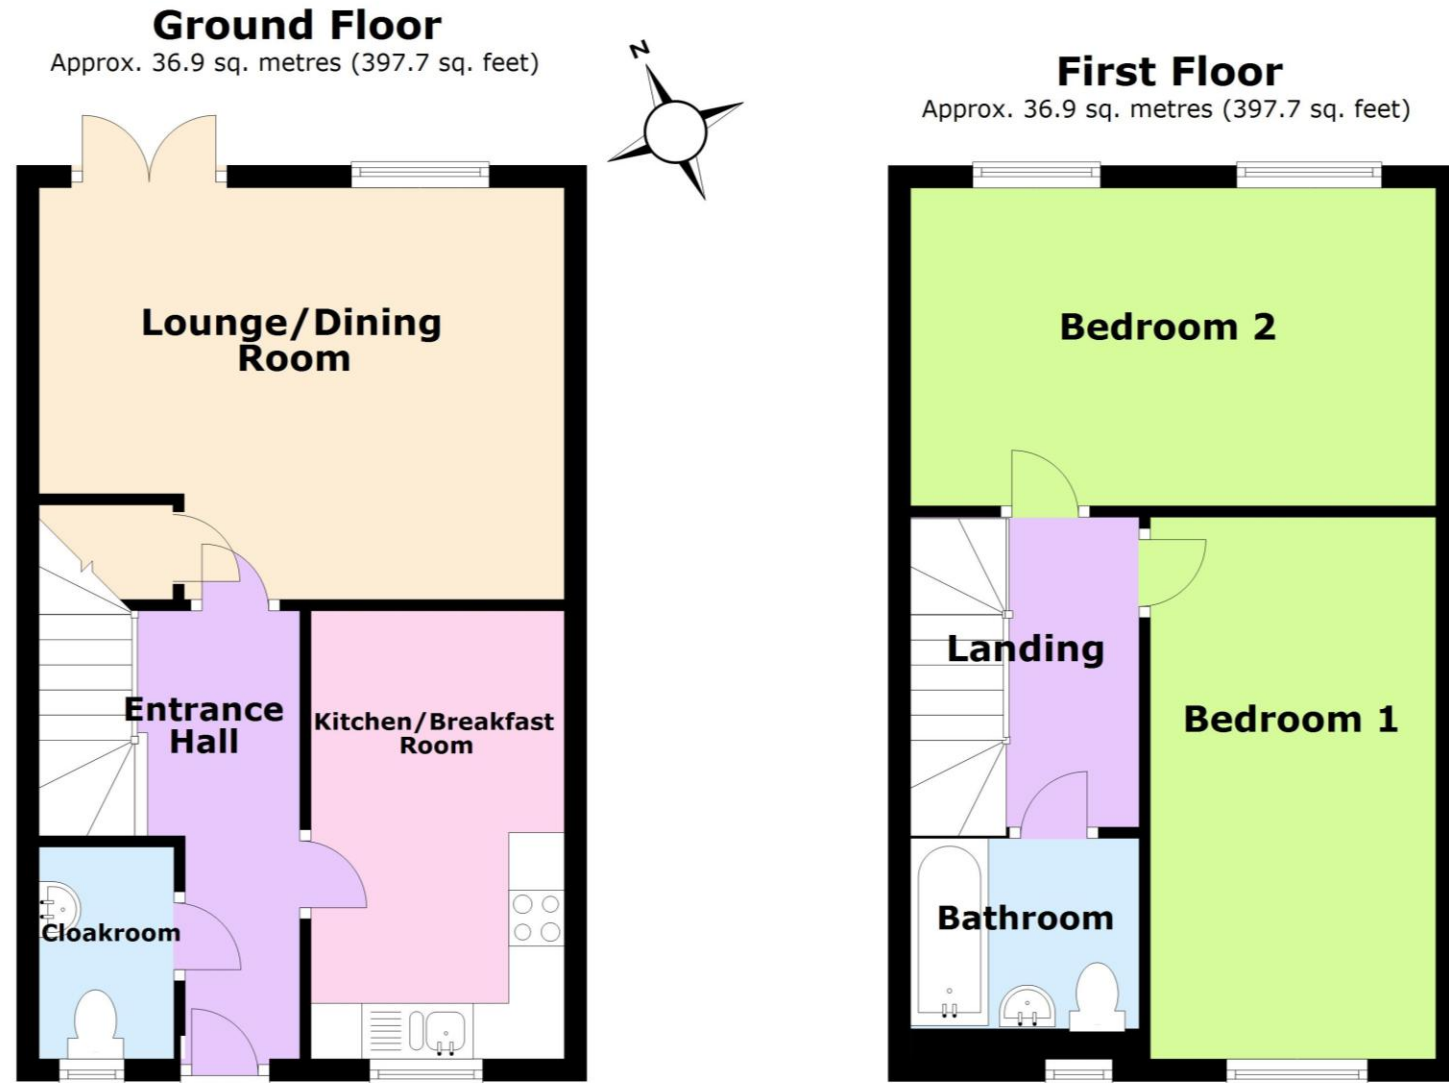 Ground Floor
Approx. 36.9 sq. metres (397.7 sq. feet)
N
Lounge/Dining
Room
Entrance
Hall
Kitchen/Breakfast
Room
Cloakroom
First Floor
Approx. 36.9 sq. metres (397.7 sq. feet)
Bedroom 2
Landing
Bedroom 1
Bathroom